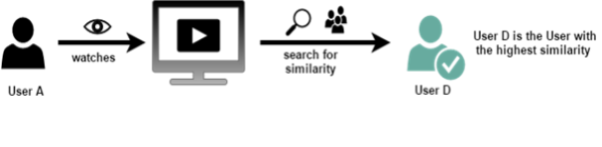 watches
User A
search for
similarity
User D
User D is the User with
the highest similarity